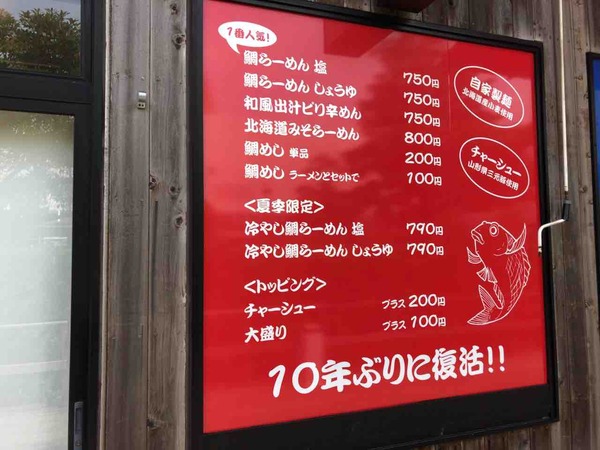 1番人気!
鯛らーめん 塩 750円
鯛らーめん しょうゆ 750円
和風出汁ピリ辛めん 750円
北海道みそらーめん 800円
鯛めし 単品 200円
鯛めし ラーメンとセットで 100円
自家製麺
北海道産小麦使用
チャーシュー
山形県三元豚使用
<夏季限定>
冷やし鯛らーめん 塩 790円
冷やし鯛らーめん しょうゆ 790円
<トッピング>
チャーシュー プラス 200円
大盛り プラス 100円
10年ぶりに復活!!